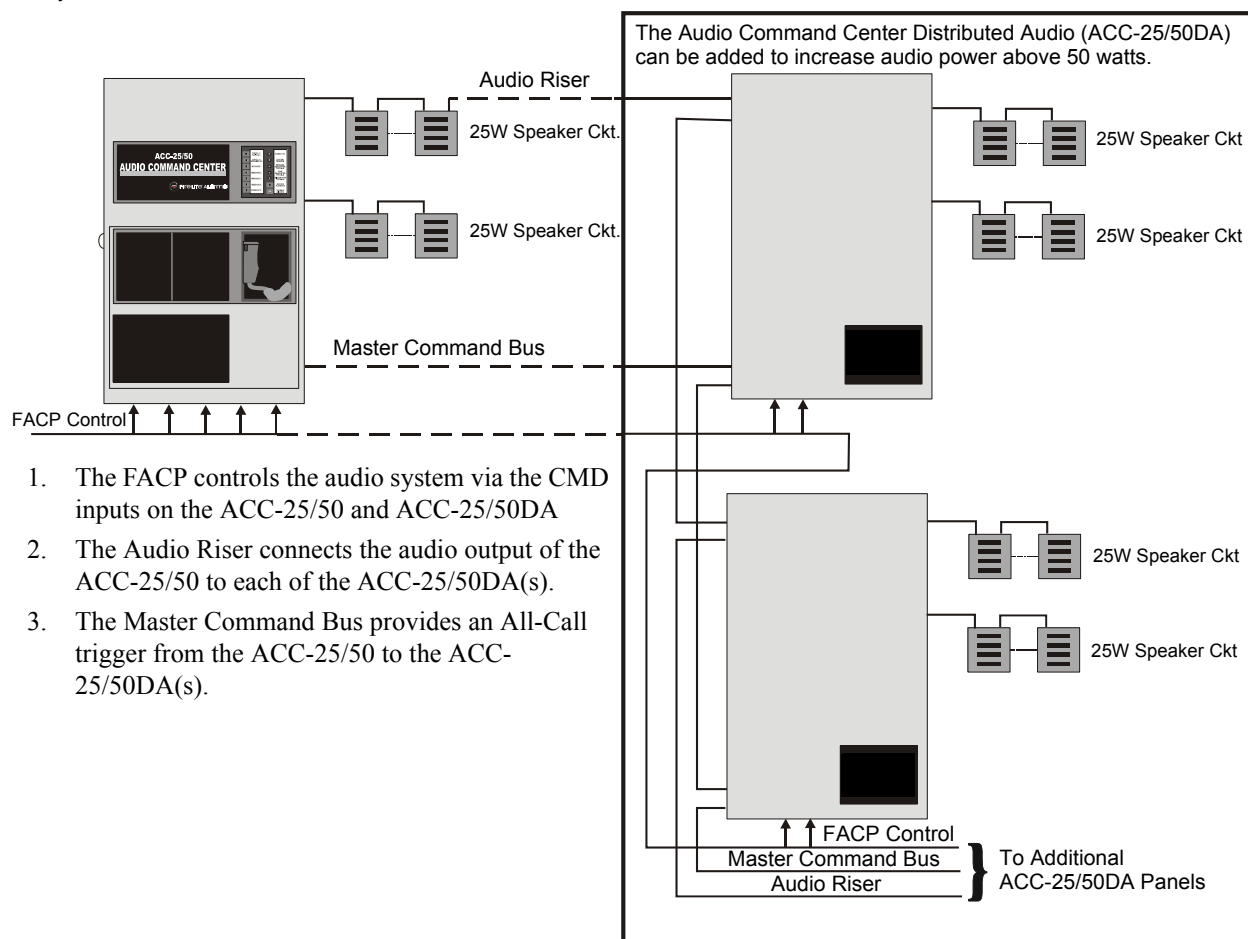 The Audio Command Center Distributed Audio (ACC-25/50DA)
can be added to increase audio power above 50 watts.
Audio Riser
25W Speaker Ckt.
25W Speaker Ckt
ACC-25/50
AUDIO COMMAND CENTER
25W Speaker Ckt.
25W Speaker Ckt
Master Command Bus
FACP Control
1. The FACP controls the audio system via the CMD
inputs on the ACC-25/50 and ACC-25/50DA
2. The Audio Riser connects the audio output of the
ACC-25/50 to each of the ACC-25/50DA(s).
3. The Master Command Bus provides an All-Call
trigger from the ACC-25/50 to the ACC-
25/50DA(s).
25W Speaker Ckt
25W Speaker Ckt
FACP Control
Master Command Bus
Audio Riser
To Additional
ACC-25/50DA Panels